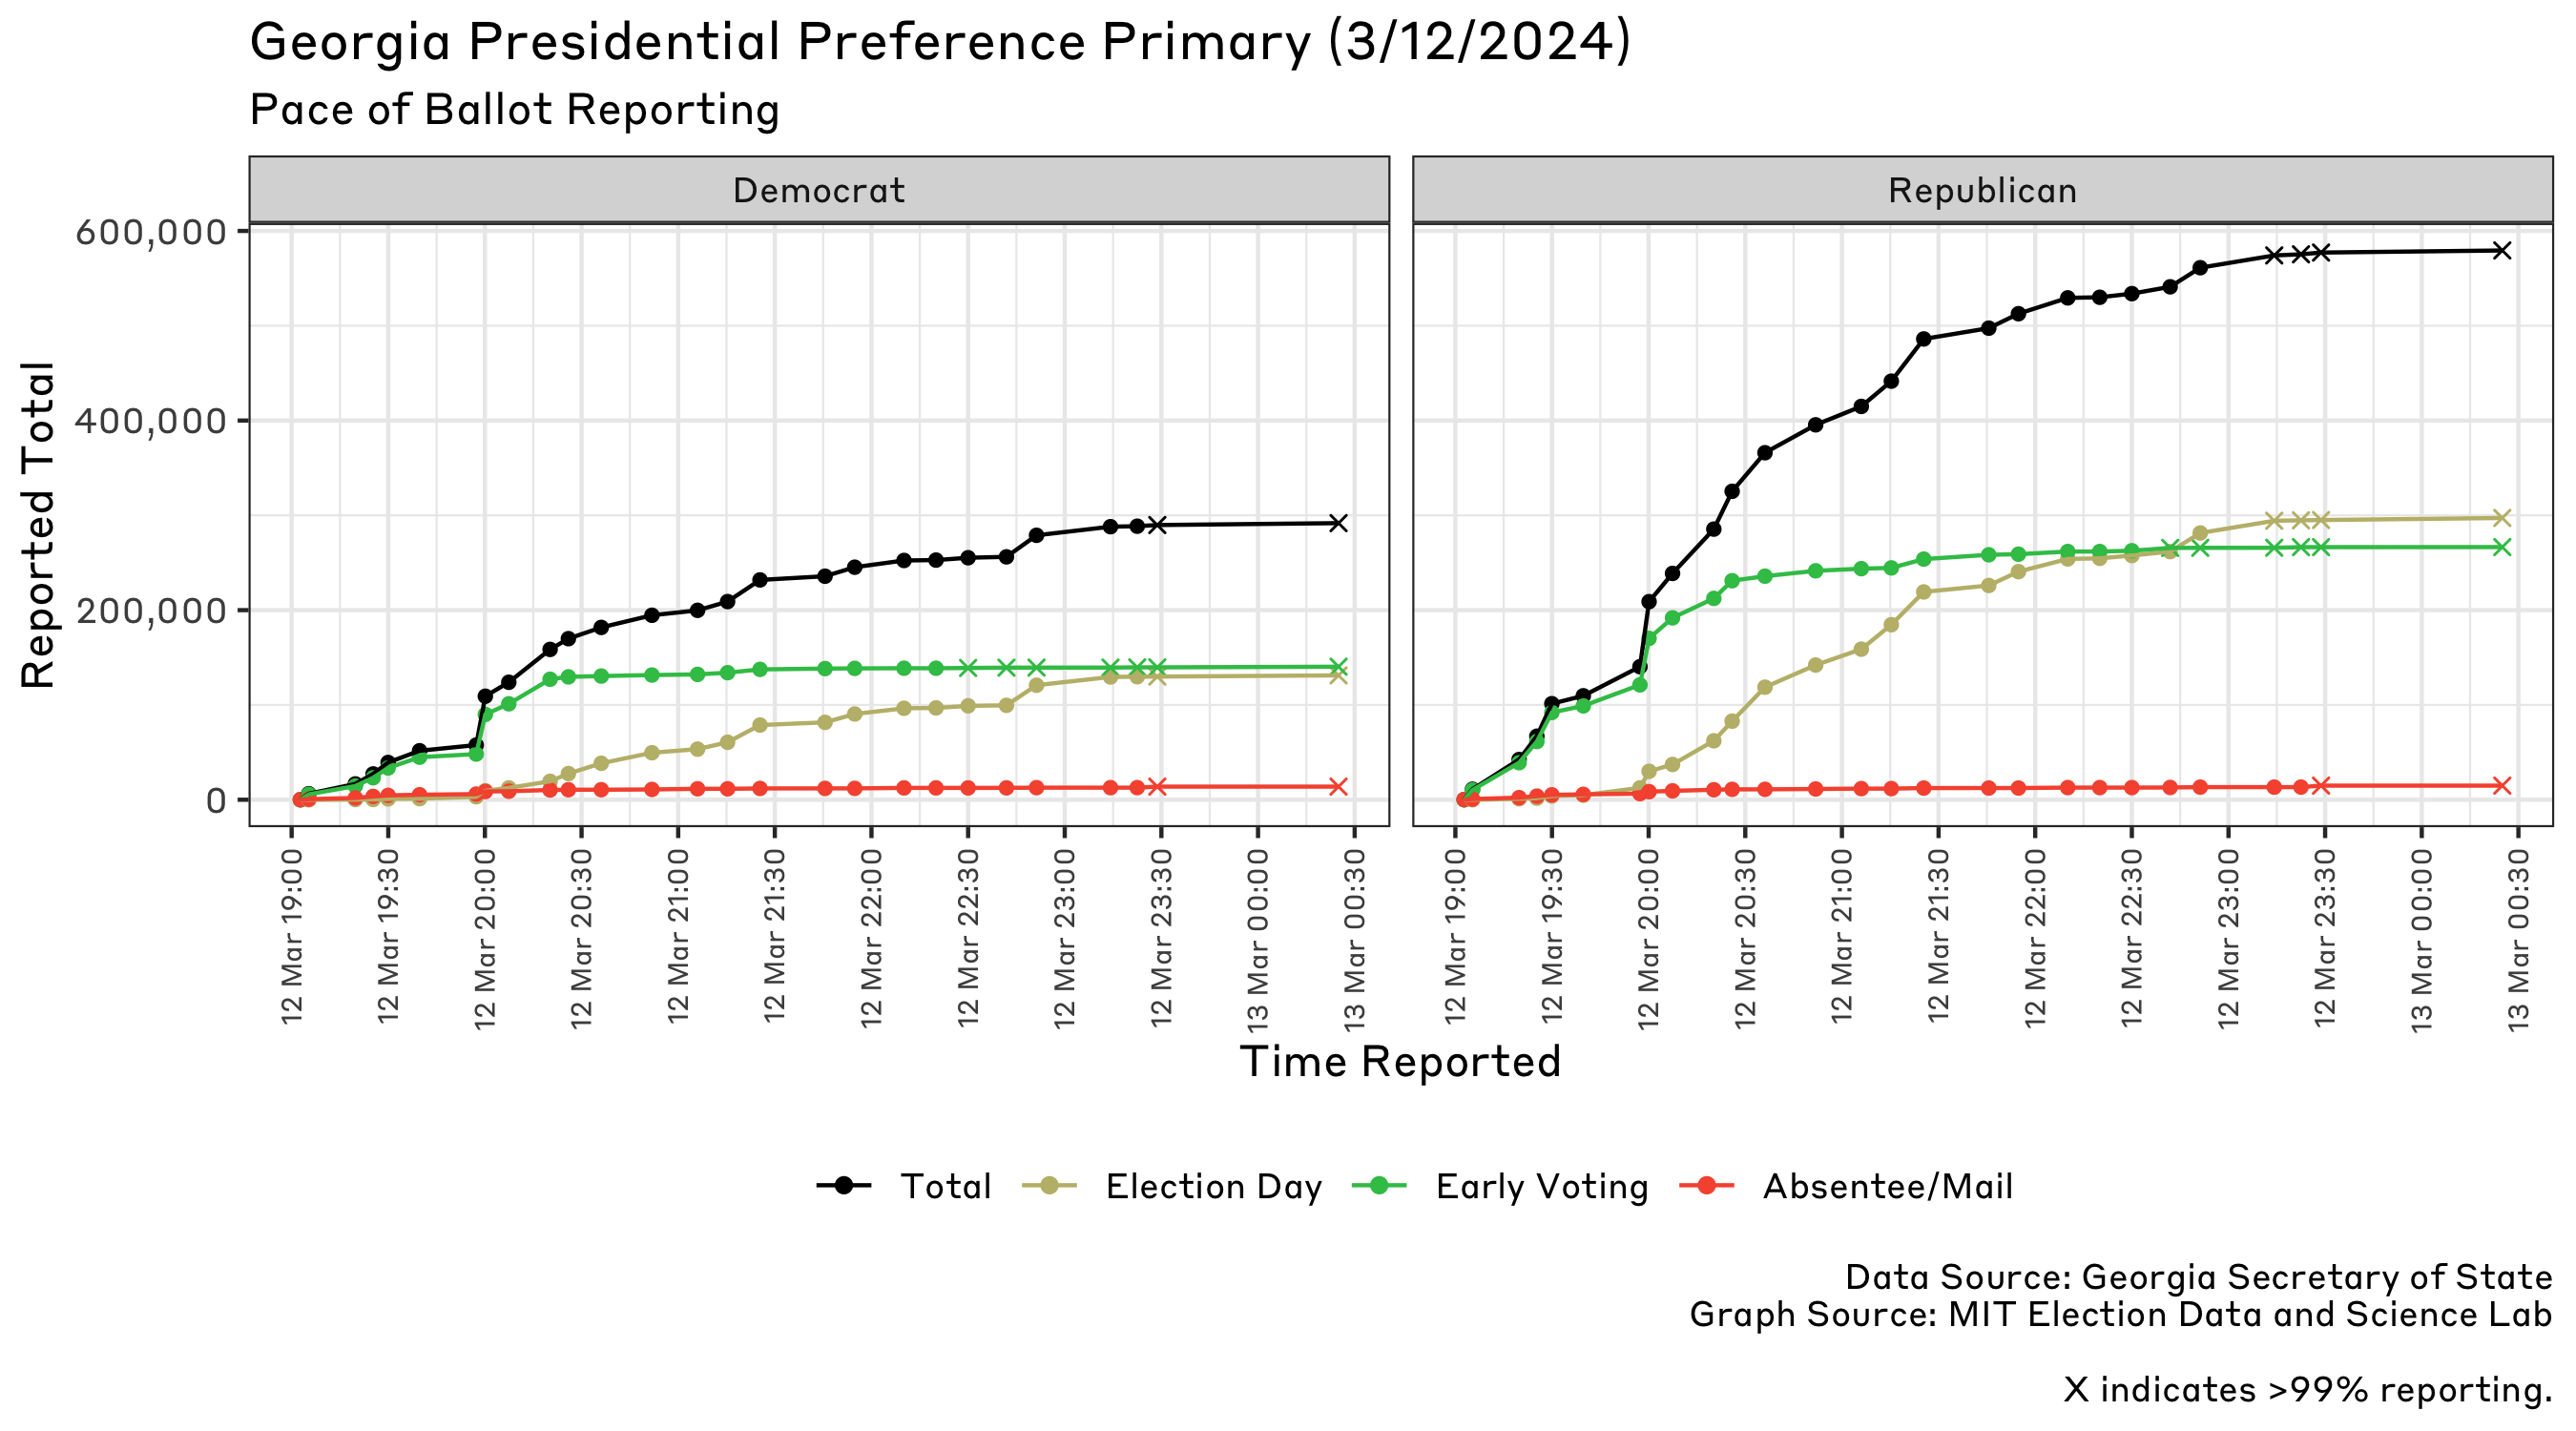 Georgia Presidential Preference Primary (3/12/2024)
Pace of Ballot Reporting
Democrat
Republican
Reported Total
600,000
400,000
200,000
0
12 Mar 19:00
12 Mar 19:30
12 Mar 20:00
12 Mar 20:30
12 Mar 21:00
12 Mar 21:30
12 Mar 22:00
12 Mar 22:30
12 Mar 23:00
12 Mar 23:30
13 Mar 00:00
13 Mar 00:30
12 Mar 19:00
12 Mar 19:30
12 Mar 20:00
12 Mar 20:30
12 Mar 21:00
12 Mar 21:30
12 Mar 22:00
12 Mar 22:30
12 Mar 23:00
12 Mar 23:30
13 Mar 00:00
13 Mar 00:30
Time Reported
Total
Election Day
Early Voting
Absentee/Mail
Data Source: Georgia Secretary of State
Graph Source: MIT Election Data and Science Lab
X indicates >99% reporting.